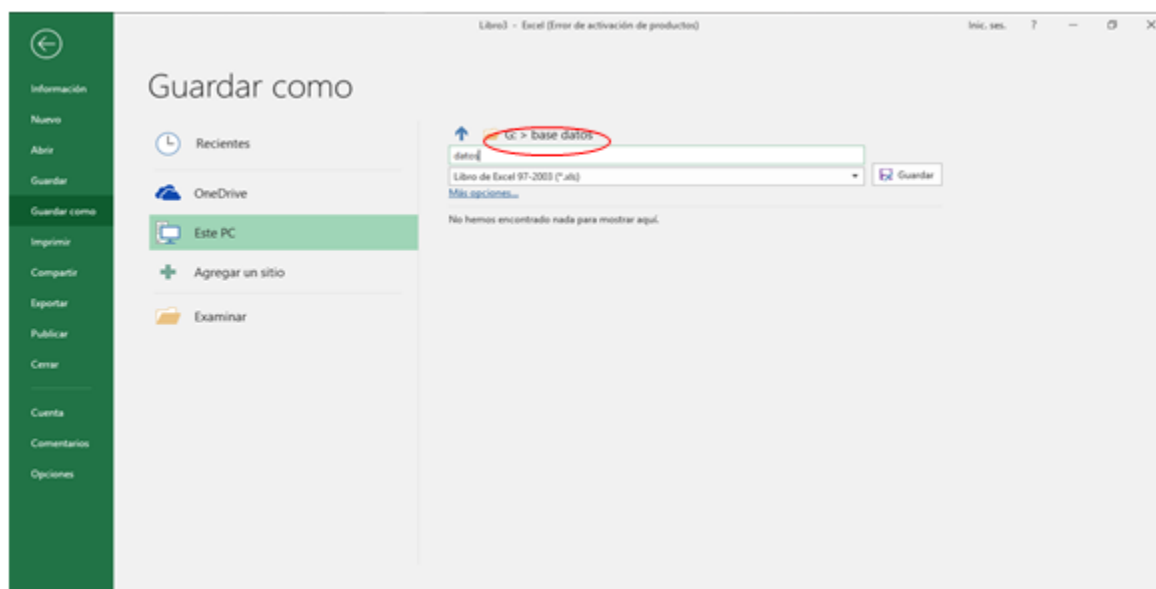 Libro3 - Excel (Error de activación de productos)
Inic. ses.
?
Información
Nuevo
Abrir
Guardar
Guardar como
Imprimir
Compartir
Exportar
Publicar
Cerrar
Cuenta
Comentarios
Opciones
Guardar como
Recientes
OneDrive
Este PC
Agregar un sitio
Examinar
G: > base datos
datos
Libro de Excel 97-2003 (*.xls)
Guardar
Más opciones...
No hemos encontrado nada para mostrar aquí.